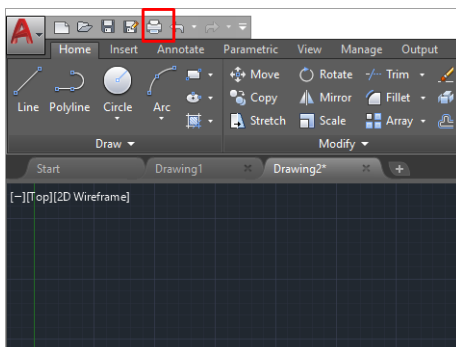 A
Home Insert Annotate Parametric View Manage Output
Line Polyline Circle Arc
Move Rotate Trim
Copy Mirror Fillet
Stretch Scale Array
Draw Modify
Start Drawing1 Drawing2*
[−][Top][2D Wireframe]